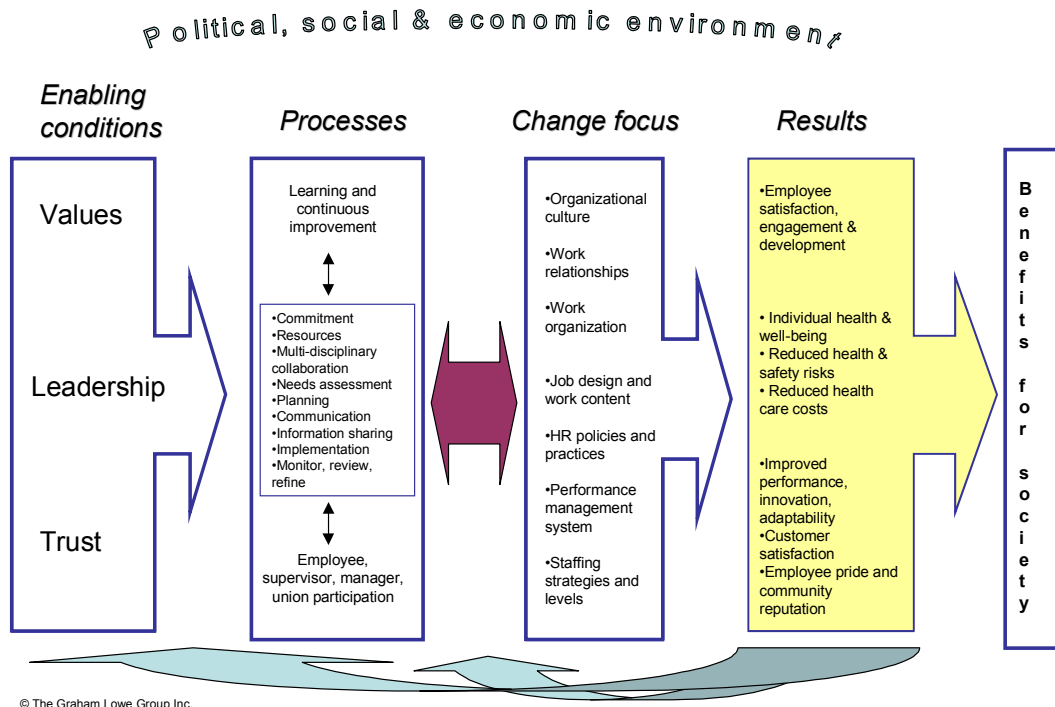 Political, social & economic environment
Enabling
conditions
Values
Leadership
Trust
Processes
Learning and
continuous
improvement
•Commitment
•Resources
•Multi-disciplinary
collaboration
•Needs assessment
•Planning
•Communication
•Information sharing
•Implementation
•Monitor, review,
refine
Employee,
supervisor, manager,
union participation
Change focus
•Organizational
culture
•Work
relationships
•Work
organization
•Job design and
work content
•HR policies and
practices
•Performance
management
system
•Staffing
strategies and
levels
Results
•Employee
satisfaction,
engagement &
development
• Individual health &
well-being
• Reduced health &
safety risks
• Reduced health
care costs
•Improved
performance,
innovation,
adaptability
•Customer
satisfaction
•Employee pride and
community
reputation
Benefits for society
© The Graham Lowe Group Inc.